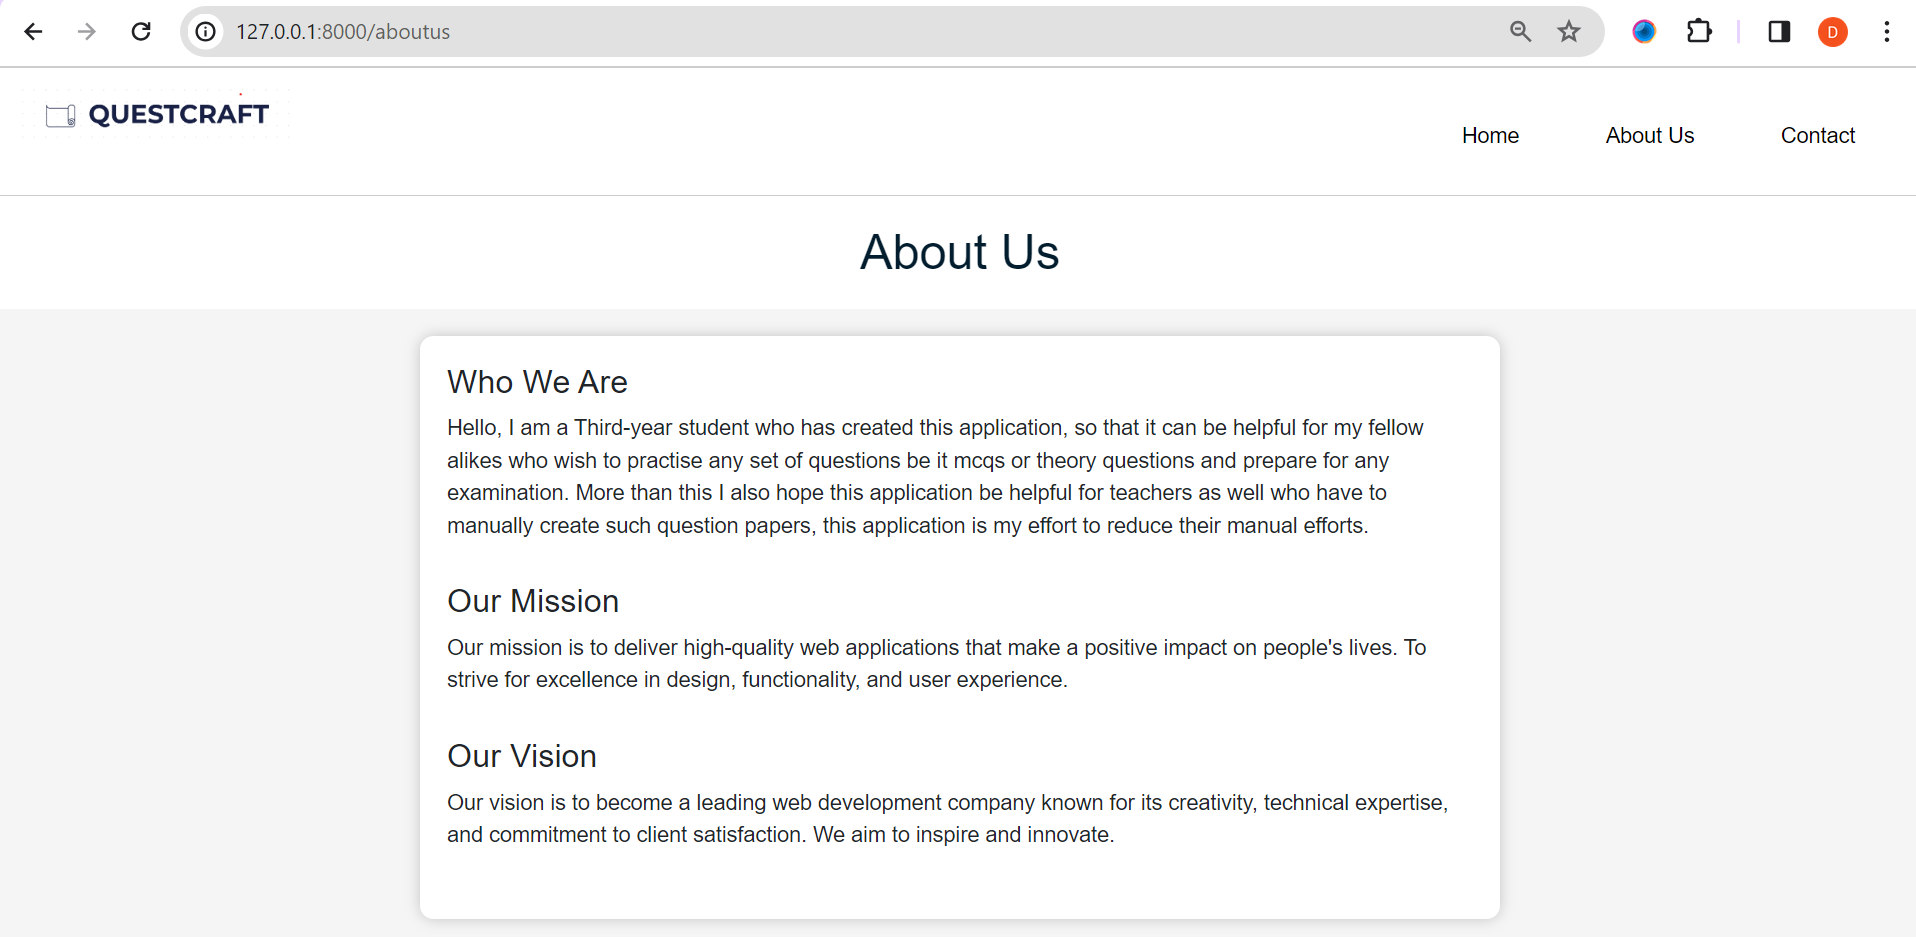 127.0.0.1:8000/aboutus
D
QUESTCRAFT
Home About Us Contact
About Us
Who We Are
Hello, I am a Third-year student who has created this application, so that it can be helpful for my fellow
alikes who wish to practise any set of questions be it mcqs or theory questions and prepare for any
examination. More than this I also hope this application be helpful for teachers as well who have to
manually create such question papers, this application is my effort to reduce their manual efforts.
Our Mission
Our mission is to deliver high-quality web applications that make a positive impact on people's lives. To
strive for excellence in design, functionality, and user experience.
Our Vision
Our vision is to become a leading web development company known for its creativity, technical expertise,
and commitment to client satisfaction. We aim to inspire and innovate.